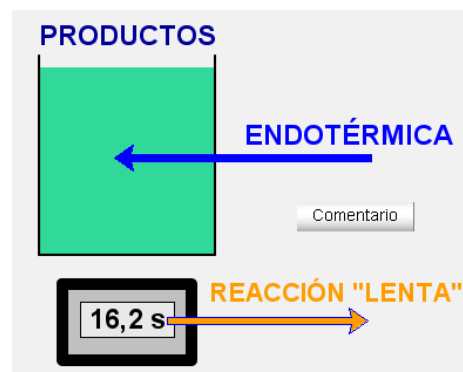 PRODUCTOS
ENDOTÉRMICA
Comentario
REACCIÓN "LENTA"
16,2 s